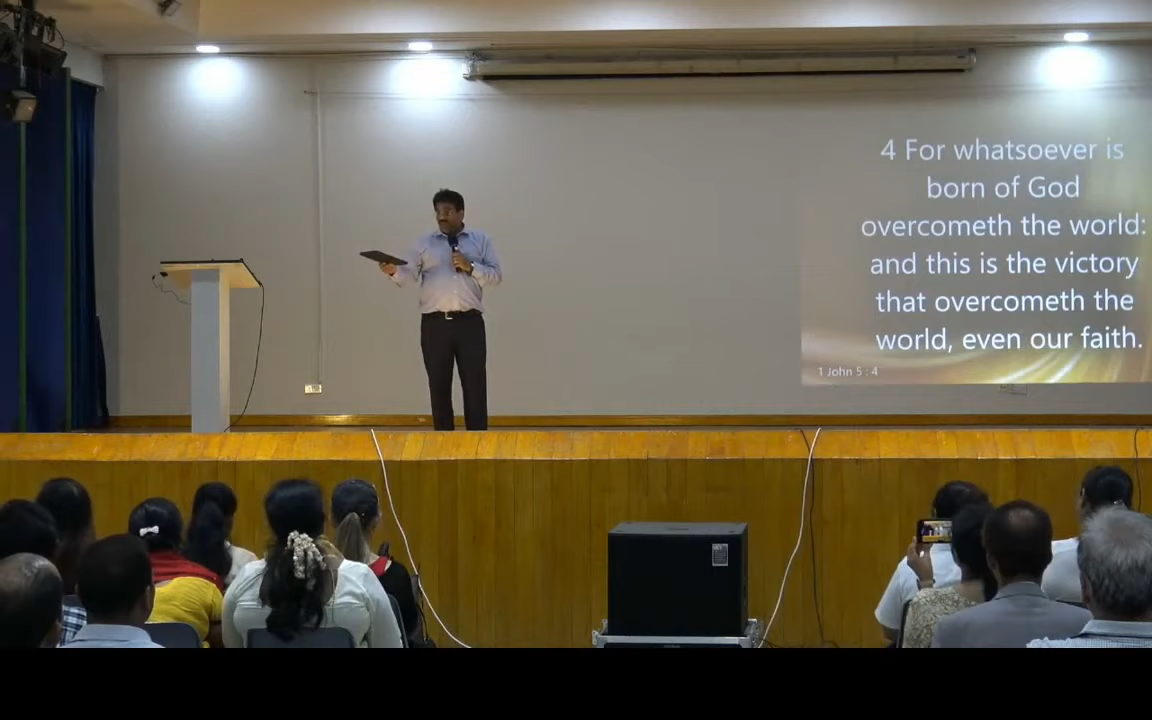 4 For whatsoever is
born of God
overcometh the world:
and this is the victory
that overcometh the
world, even our faith.
1 John 5 : 4